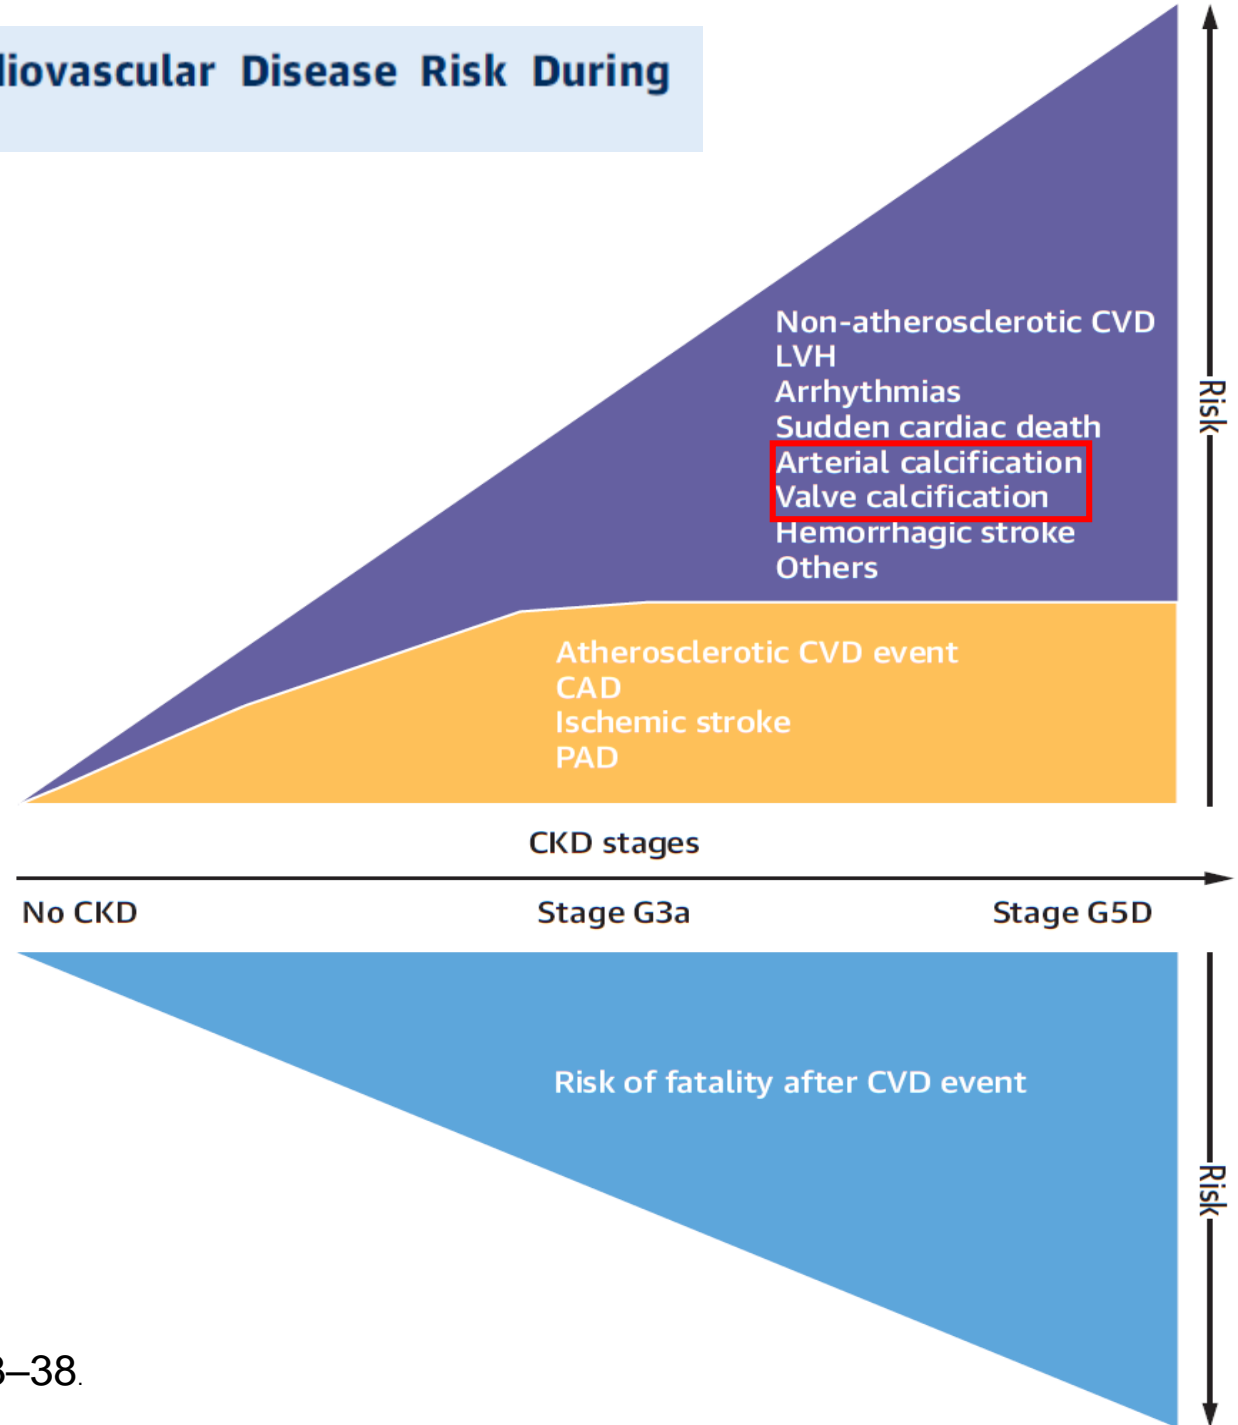 diovascular Disease Risk During
Non-atherosclerotic CVD
LVH
Arrhythmias
Sudden cardiac death
Arterial calcification
Valve calcification
Hemorrhagic stroke
Others
Risk
Atherosclerotic CVD event
CAD
Ischemic stroke
PAD
CKD stages
No CKD Stage G3a Stage G5D
Risk of fatality after CVD event
Risk
–38.